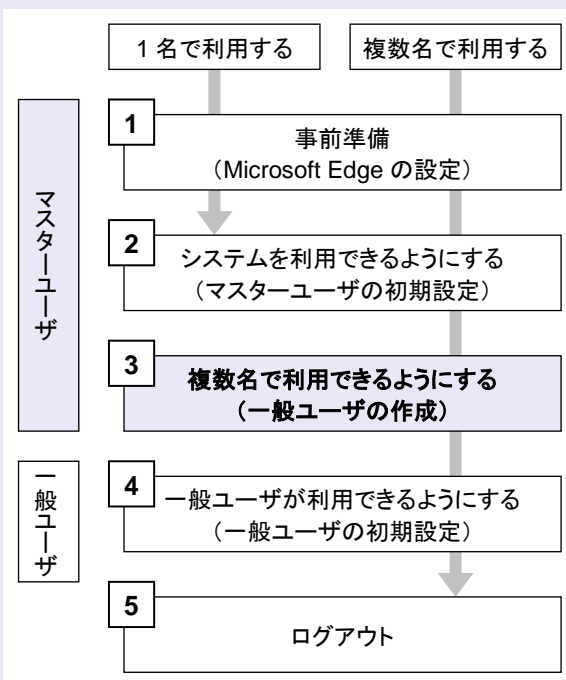 1 名で利用する
複数名で利用する
マスターユーザ
1
事前準備
（Microsoft Edge の設定）
2
システムを利用できるようにする
（マスターユーザの初期設定）
3
複数名で利用できるようにする
（一般ユーザの作成）
一般ユーザ
4
一般ユーザが利用できるようにする
（一般ユーザの初期設定）
5
ログアウト